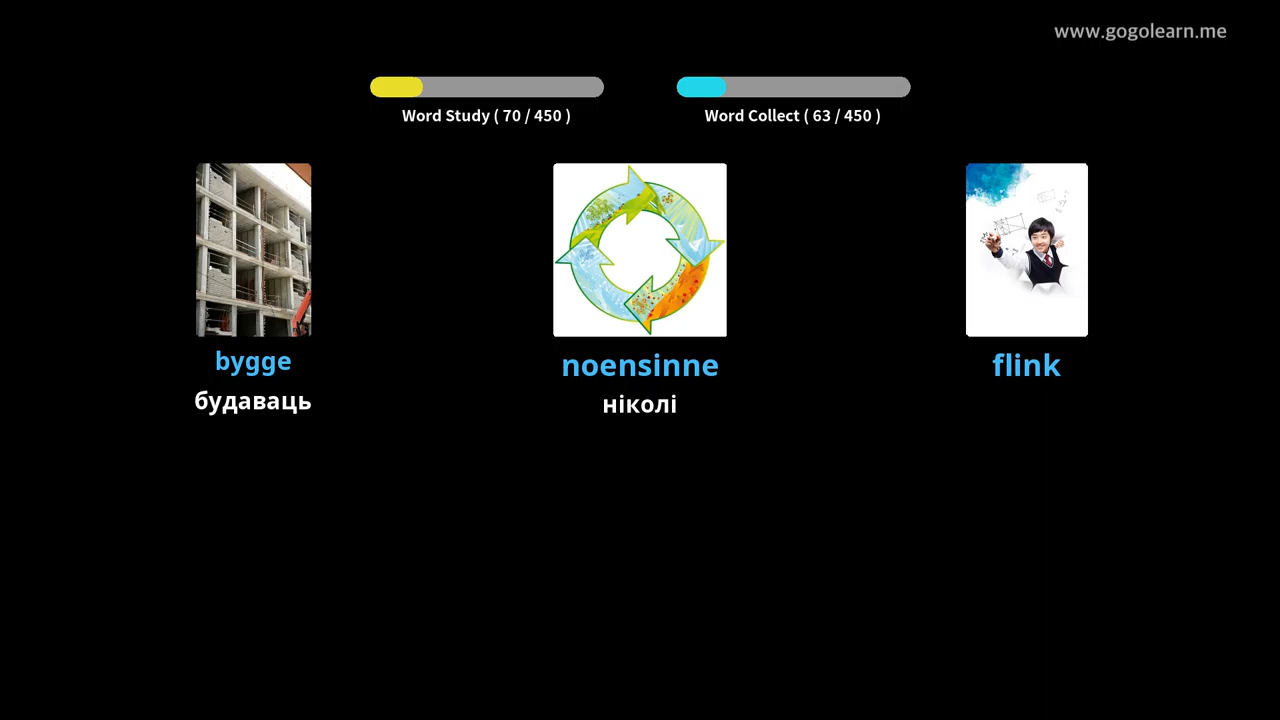 www.gogolearn.me
Word Study ( 70 / 450 )
Word Collect ( 63 / 450 )
bygge
будаваць
noensinne
ніколі
flink